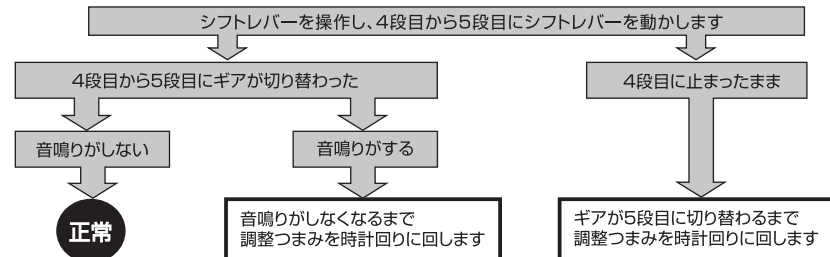 シフトレバーを操作し、4段目から5段目にシフトレバーを動かします
4段目から5段目にギアが切り替わった
4段目に止まったまま
音鳴りがしない
音鳴りがする
正常
音鳴りがしなくなるまで
調整つまみを時計回りに回します
ギアが5段目に切り替わるまで
調整つまみを時計回りに回します